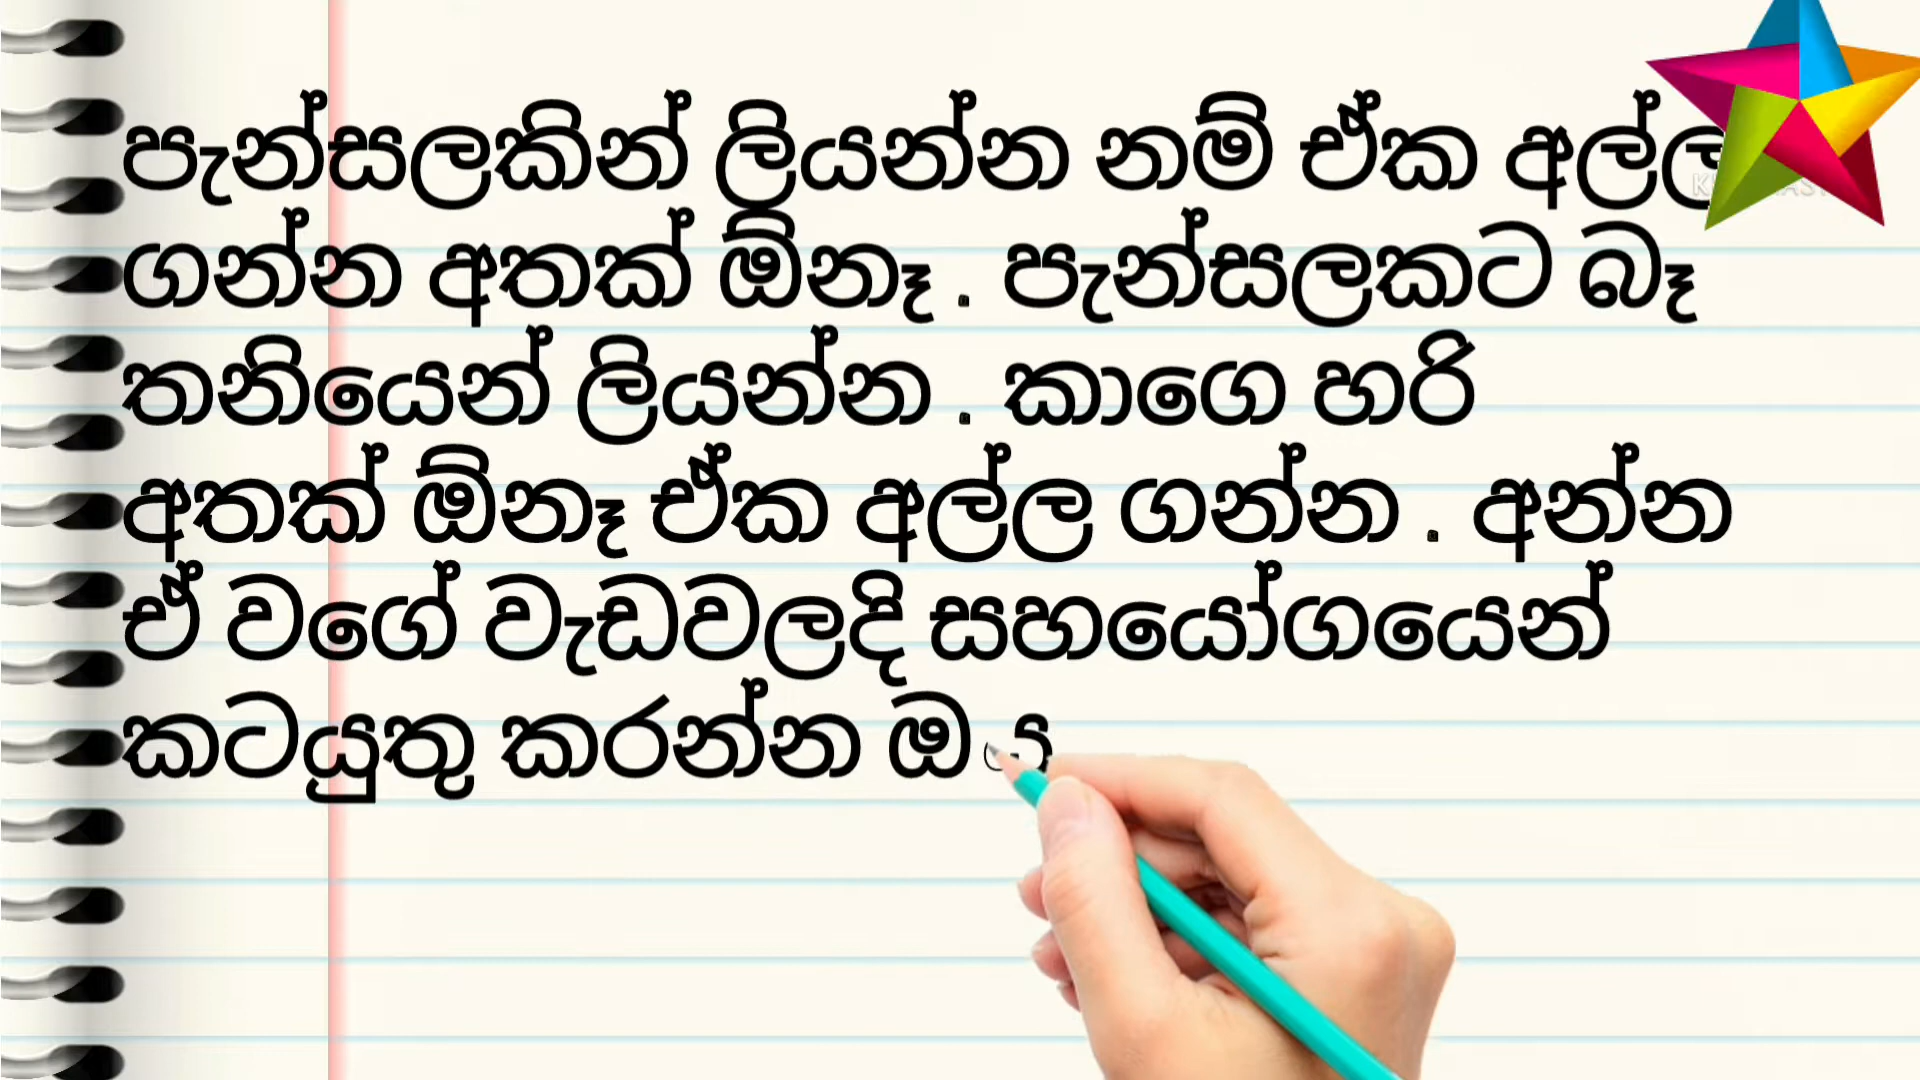 පැන්සලකින් ලියන්න නම් ඒක අල්ල
ගන්න අතක් ඕනෑ . පැන්සලකට බෑ
තනියෙන් ලියන්න . කාගෙ හරි
අතක් ඕනෑ ඒක අල්ල ගන්න . අන්න
ඒ වගේ වැඩවලදි සහයෝගයෙන්
කටයුතු කරන්න